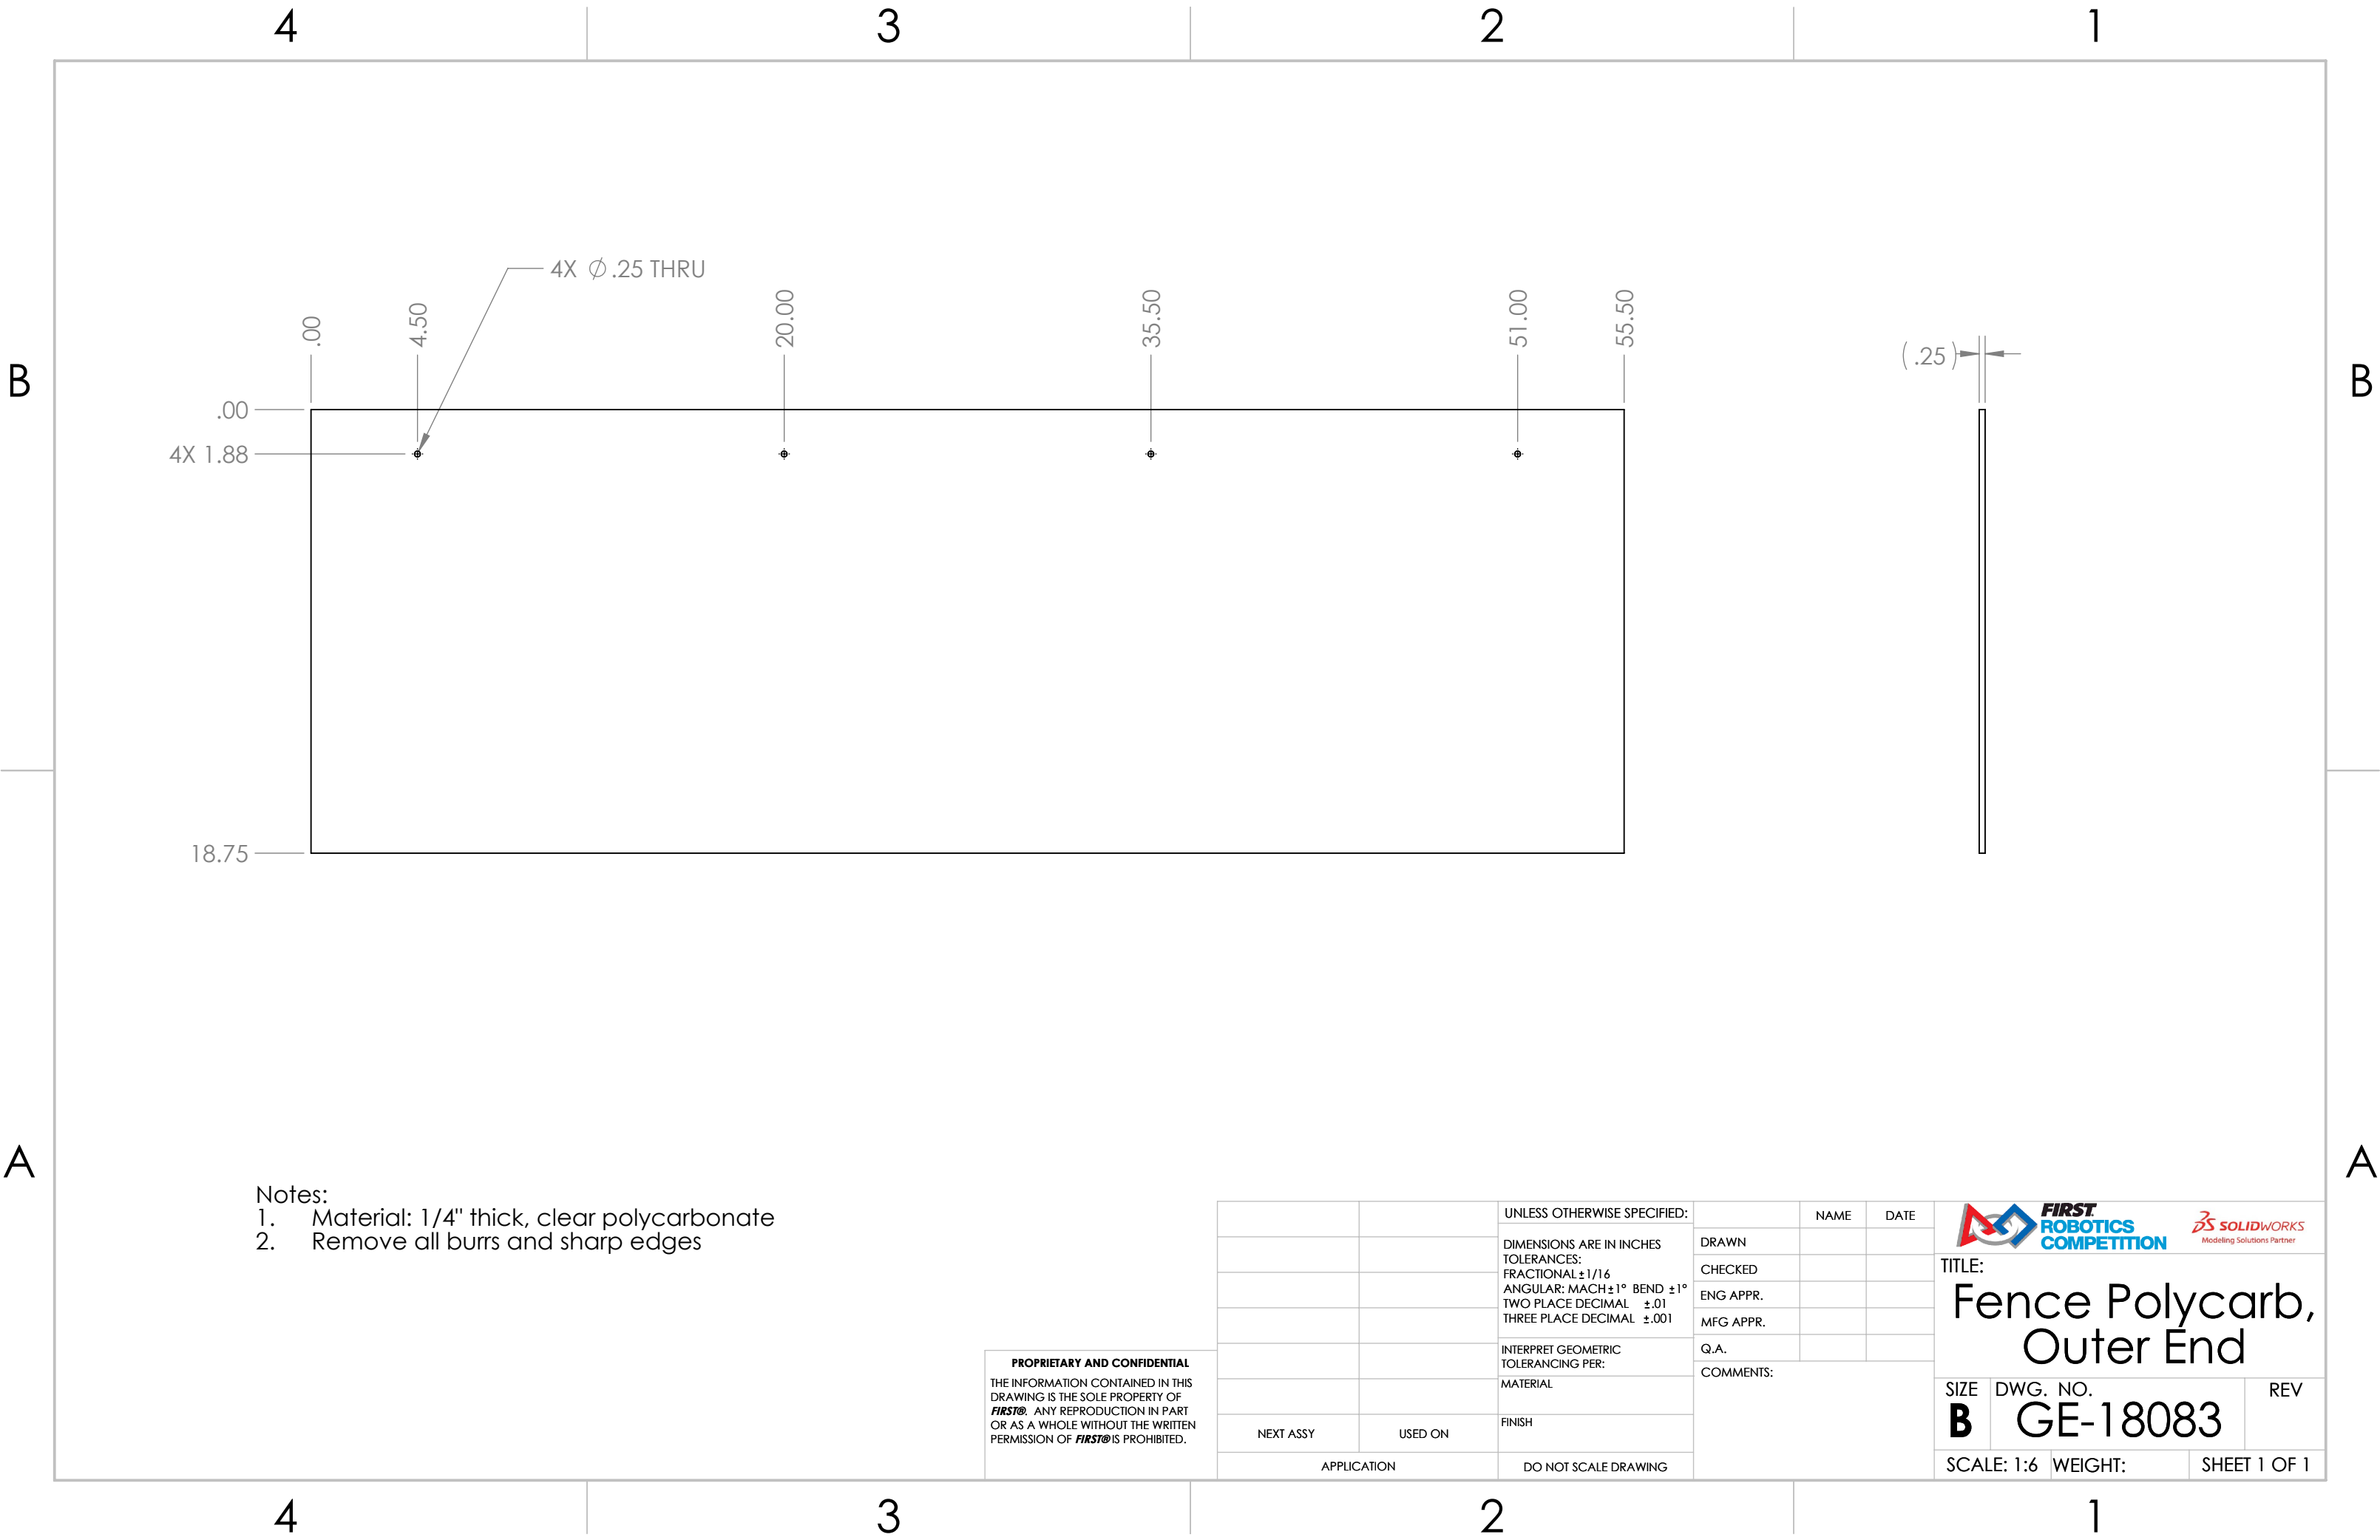 4 3 2 1
4X ∅.25 THRU
.00
4.50
20.00
35.50
51.00
55.50
(.25)
B
B
.00
4X 1.88
18.75
A
A
Notes:
1. Material: 1/4" thick, clear polycarbonate
2. Remove all burrs and sharp edges
PROPRIETARY AND CONFIDENTIAL
THE INFORMATION CONTAINED IN THIS
DRAWING IS THE SOLE PROPERTY OF
FIRST®. ANY REPRODUCTION IN PART
OR AS A WHOLE WITHOUT THE WRITTEN
PERMISSION OF FIRST® IS PROHIBITED.
NEXT ASSY
USED ON
APPLICATION
UNLESS OTHERWISE SPECIFIED:
DIMENSIONS ARE IN INCHES
TOLERANCES:
FRACTIONAL ±1/16
ANGULAR: MACH±1° BEND ±1°
TWO PLACE DECIMAL ±.01
THREE PLACE DECIMAL ±.001
INTERPRET GEOMETRIC
TOLERANCING PER:
MATERIAL
FINISH
DO NOT SCALE DRAWING
NAME
DATE
DRAWN
CHECKED
ENG APPR.
MFG APPR.
Q.A.
COMMENTS:
FIRST
ROBOTICS
COMPETITION
SOLIDWORKS
Modeling Solutions Partner
TITLE:
Fence Polycarb,
Outer End
SIZE
B
DWG. NO.
GE-18083
REV
SCALE: 1:6
WEIGHT:
SHEET 1 OF 1
4 3 2 1